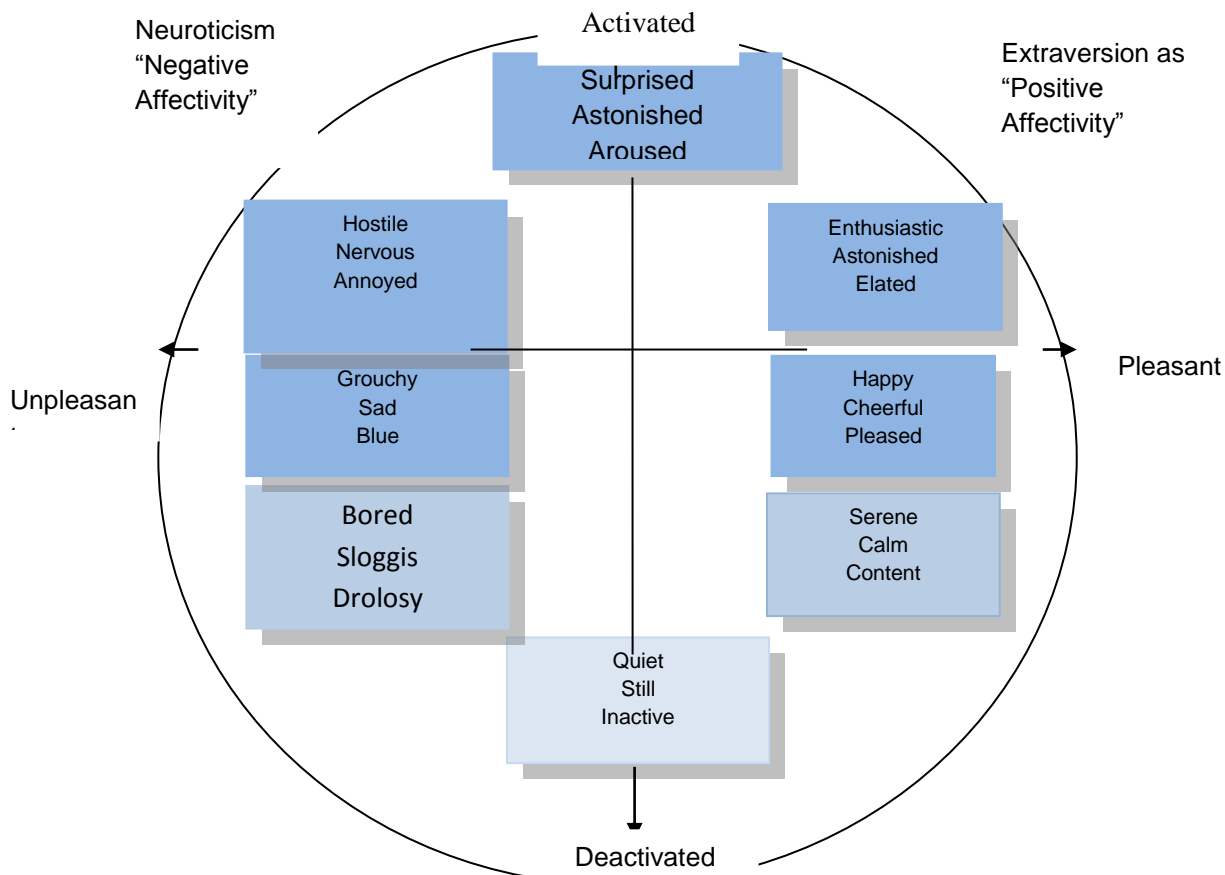 Neuroticism
“Negative
Affectivity”
Activated
Extraversion as
“Positive
Affectivity”
Surprised
Astonished
Aroused
Hostile
Nervous
Annoyed
Enthusiastic
Astonished
Elated
Unpleasan
Pleasant
Grouchy
Sad
Blue
Happy
Cheerful
Pleased
Bored
Sloggis
Drolosy
Serene
Calm
Content
Quiet
Still
Inactive
Deactivated